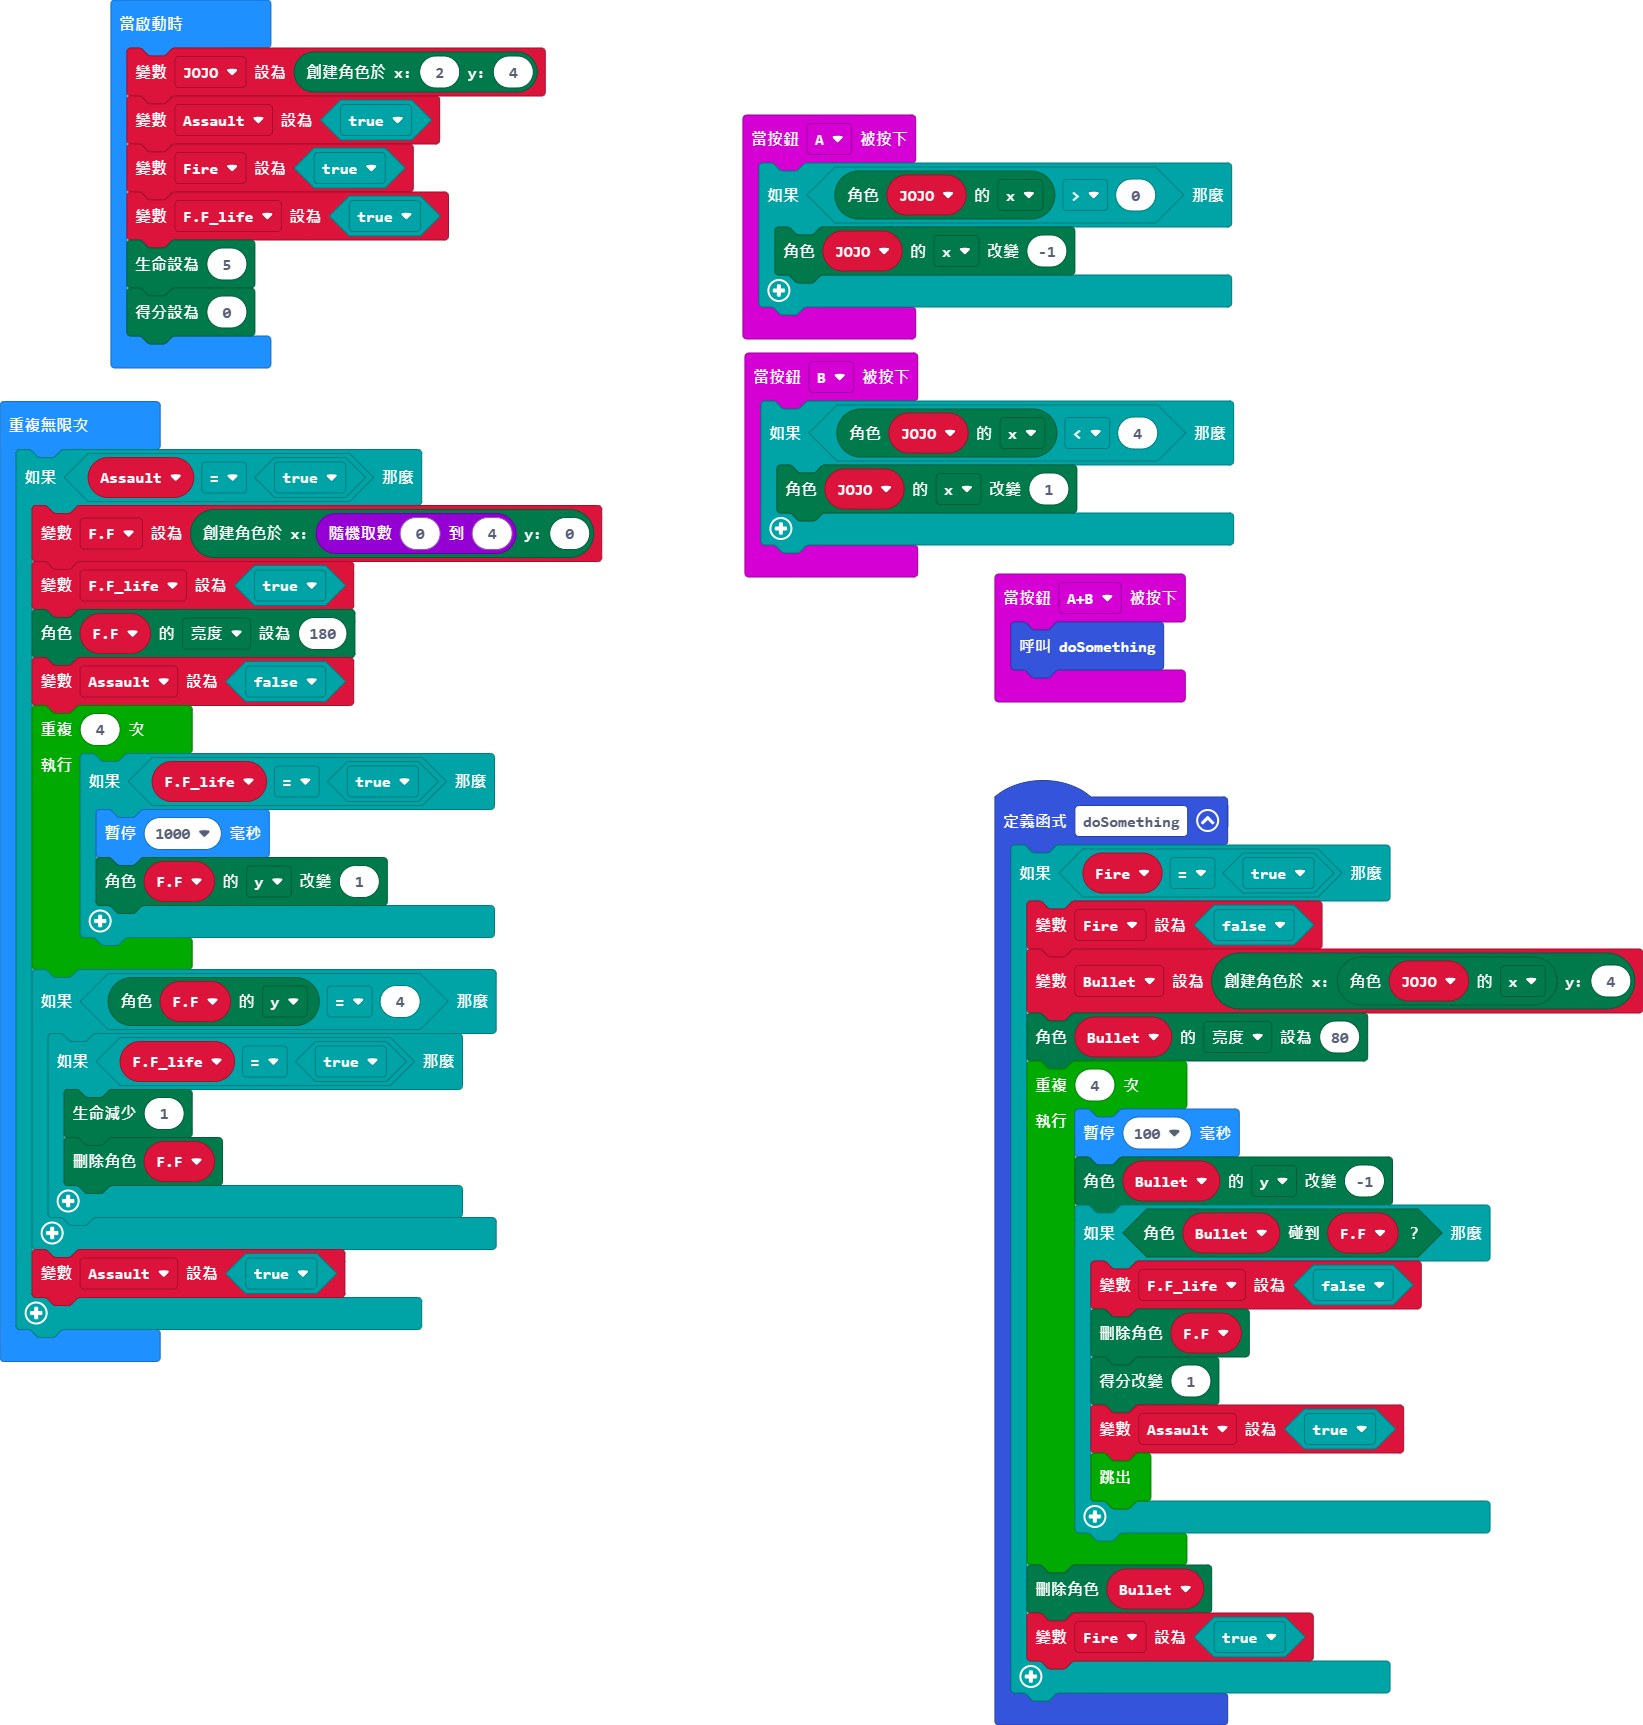 當啟動時
變數 JOJO 設為 創建角色於 x: 2 y: 4
變數 Assault 設為 true
變數 Fire 設為 true
變數 F.F_life 設為 true
生命設為 5
得分設為 0
重複無限次
如果 Assault = true 那麼
變數 F.F 設為 創建角色於 x: 隨機取數 0 到 4 y: 0
變數 F.F_life 設為 true
角色 F.F 的 亮度 設為 180
變數 Assault 設為 false
重複 4 次
執行
如果 F.F_life = true 那麼
暫停 1000 毫秒
角色 F.F 的 y 改變 1
如果 角色 F.F 的 y = 4 那麼
如果 F.F_life = true 那麼
生命減少 1
刪除角色 F.F
變數 Assault 設為 true
當按鈕 A 被按下
如果 角色 JOJO 的 x > 0 那麼
角色 JOJO 的 x 改變 -1
當按鈕 B 被按下
如果 角色 JOJO 的 x < 4 那麼
角色 JOJO 的 x 改變 1
當按鈕 A+B 被按下
呼叫 doSomething
定義函式 doSomething
如果 Fire = true 那麼
變數 Fire 設為 false
變數 Bullet 設為 創建角色於 x: 角色 JOJO 的 x y: 4
角色 Bullet 的 亮度 設為 80
重複 4 次
執行
暫停 100 毫秒
角色 Bullet 的 y 改變 -1
如果 角色 Bullet 碰到 F.F ? 那麼
變數 F.F_life 設為 false
刪除角色 F.F
得分改變 1
變數 Assault 設為 true
跳出
刪除角色 Bullet
變數 Fire 設為 true